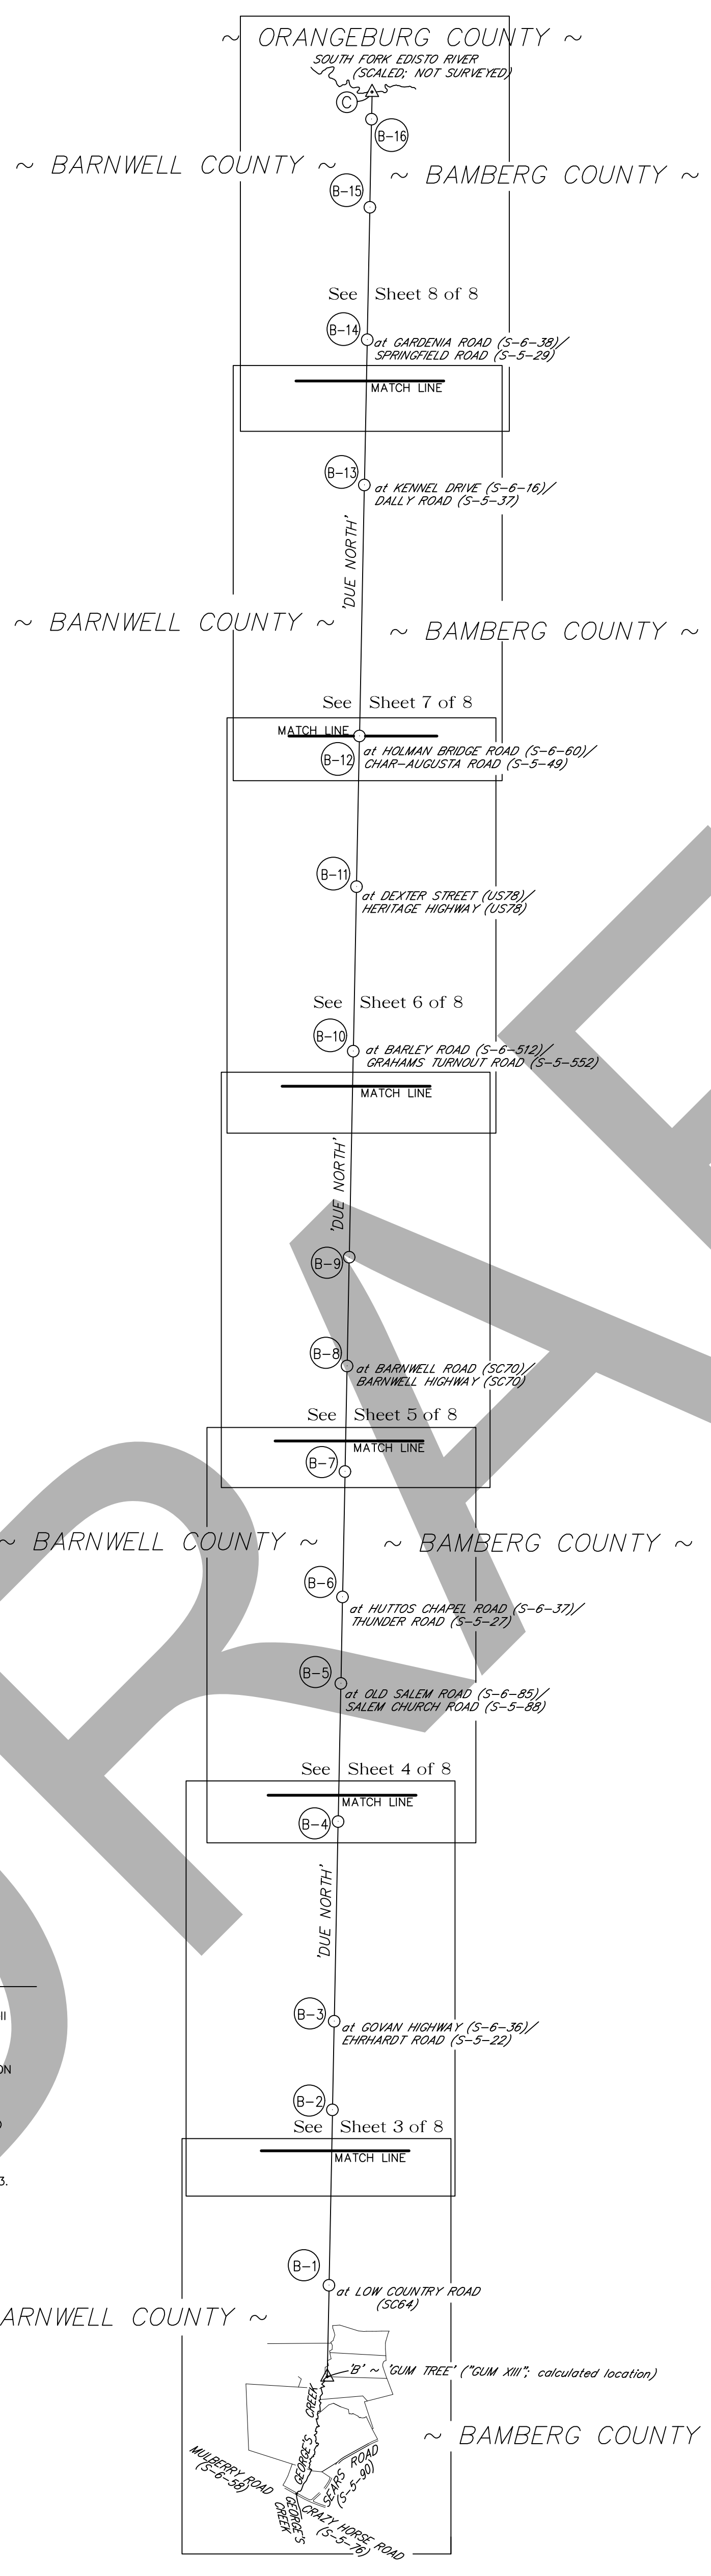 ~ ORANGEBURG COUNTY ~
SOUTH FORK EDISTO RIVER
(SCALED; NOT SURVEYED)
C
B-16
~ BARNWELL COUNTY ~
~ BAMBERG COUNTY ~
B-15
See Sheet 8 of 8
B-14
at GARDENIA ROAD (S-6-38)/
SPRINGFIELD ROAD (S-5-29)
MATCH LINE
B-13
at KENNEL DRIVE (S-6-16)/
DALLY ROAD (S-5-37)
'DUE NORTH'
~ BARNWELL COUNTY ~
~ BAMBERG COUNTY ~
See Sheet 7 of 8
MATCH LINE
B-12
at HOLMAN BRIDGE ROAD (S-6-60)/
CHAR-AUGUSTA ROAD (S-5-49)
B-11
at DEXTER STREET (US78)/
HERITAGE HIGHWAY (US78)
See Sheet 6 of 8
B-10
at BARLEY ROAD (S-6-512)/
GRAHAMS TURNOUT ROAD (S-5-552)
MATCH LINE
'DUE NORTH'
B-9
B-8
at BARNWELL ROAD (SC70)/
BARNWELL HIGHWAY (SC70)
See Sheet 5 of 8
MATCH LINE
B-7
~ BARNWELL COUNTY ~
~ BAMBERG COUNTY ~
B-6
at HUTTOS CHAPEL ROAD (S-6-37)/
THUNDER ROAD (S-5-27)
B-5
at OLD SALEM ROAD (S-6-85)/
SALEM CHURCH ROAD (S-5-88)
See Sheet 4 of 8
MATCH LINE
B-4
'DUE NORTH'
B-3
at GOVAN HIGHWAY (S-6-36)/
EHRHARDT ROAD (S-5-22)
B-2
See Sheet 3 of 8
MATCH LINE
3.
B-1
at LOW COUNTRY ROAD
(SC64)
ARNWELL COUNTY ~
'B' ~ 'GUM TREE' ("GUM XIII"; calculated location)
GEORGE'S CREEK
~ BAMBERG COUNTY
MULBERRY ROAD
(S-6-58)
SEARS ROAD
(S-5-90)
GEORGE'S
CREEK
CRAZY HORSE ROAD
(S-5-76)
DRAF